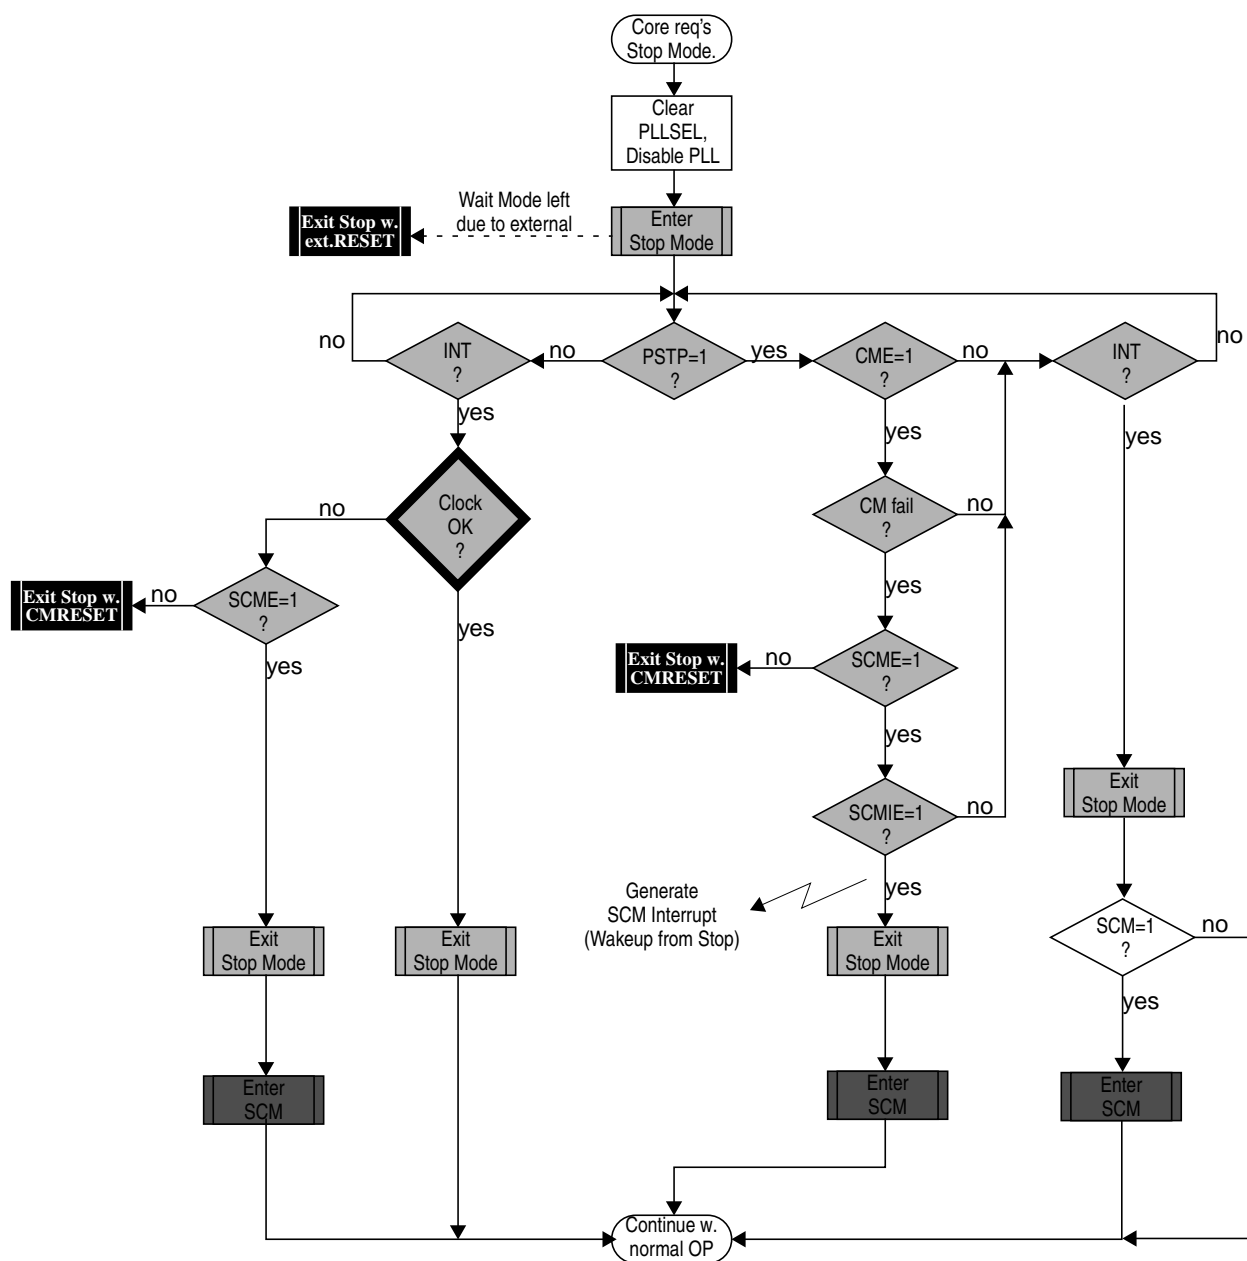 Core req's
Stop Mode.
Clear
PLLSEL,
Disable PLL
Wait Mode left
due to external
Exit Stop w.
ext.RESET
Enter
Stop Mode
no
INT
?
no
PSTP=1
?
yes
CME=1
?
no
INT
?
no
yes
yes
yes
Clock
OK
?
no
CM fail
?
no
Exit Stop w.
CMRESET
no
SCME=1
?
yes
yes
yes
Exit Stop w.
CMRESET
no
SCME=1
?
yes
SCMIE=1
?
no
Exit
Stop Mode
Generate
SCM Interrupt
(Wakeup from Stop)
yes
SCM=1
?
no
Exit
Stop Mode
Exit
Stop Mode
Exit
Stop Mode
yes
Enter
SCM
Enter
SCM
Enter
SCM
Continue w.
normal OP